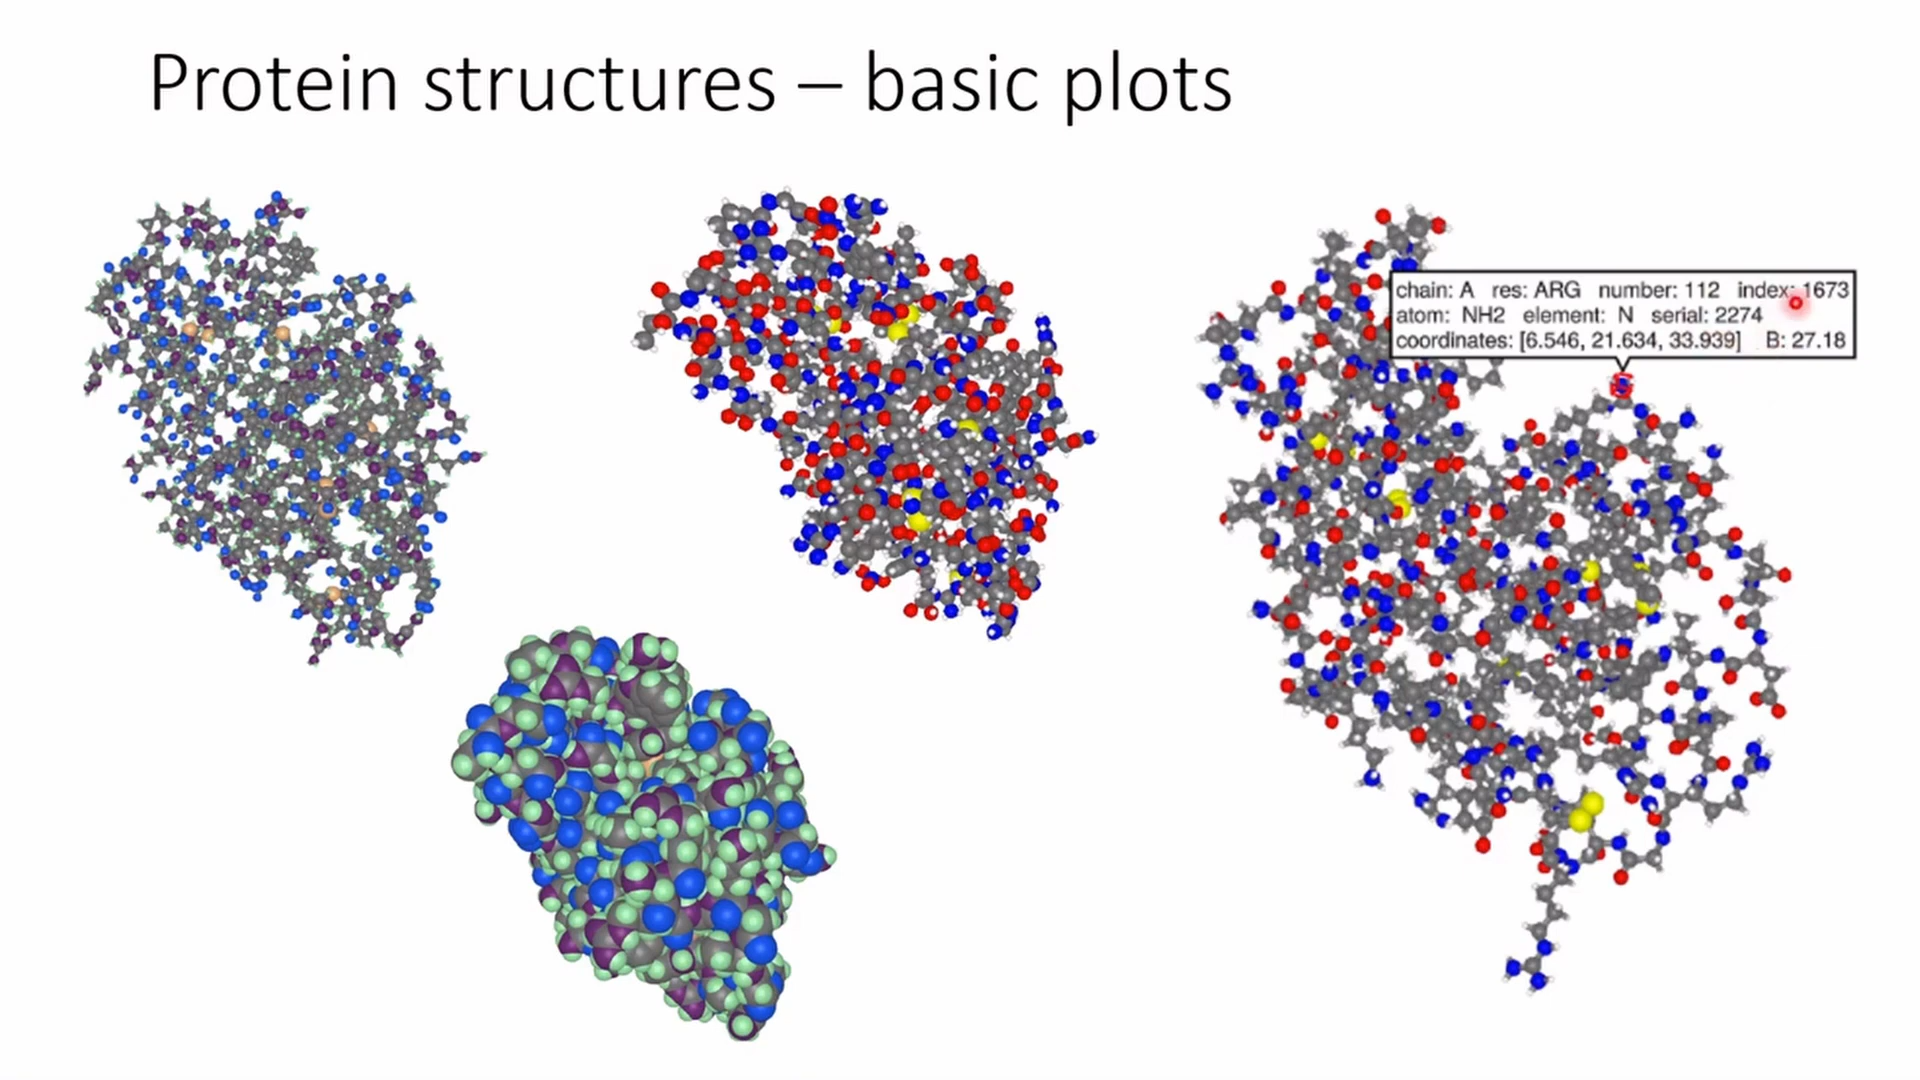 Protein structures – basic plots
chain: A res: ARG number: 112 index: 1673
atom: NH2 element: N serial: 2274
coordinates: [6.546, 21.634, 33.939] B: 27.18